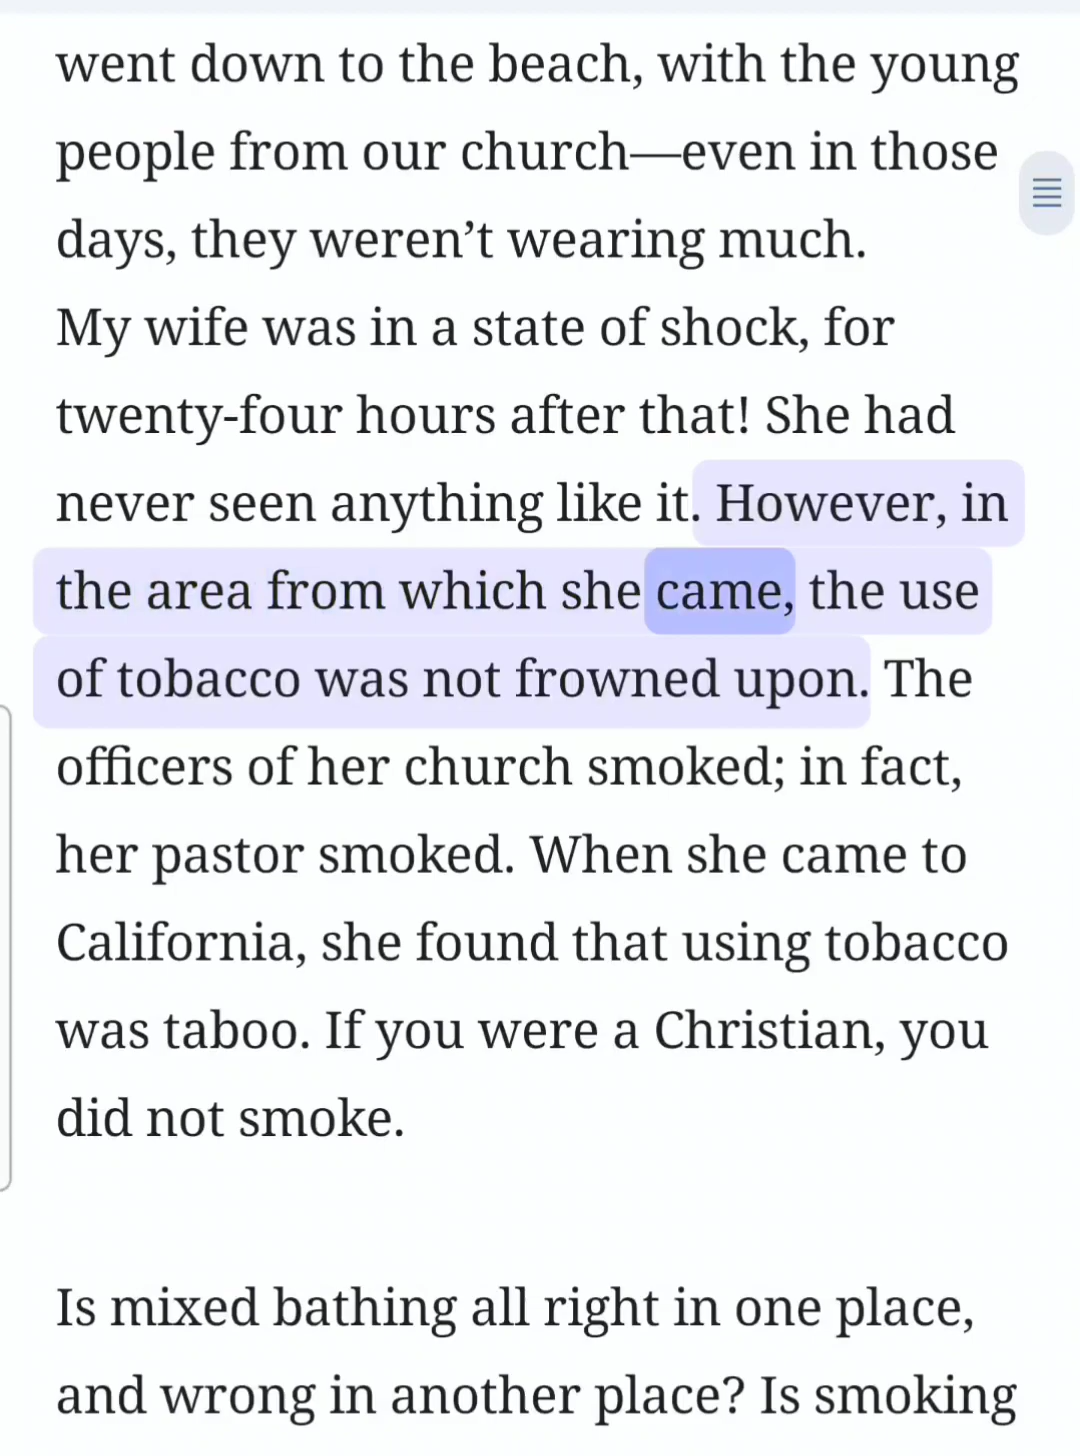 went down to the beach, with the young
people from our church—even in those
days, they weren’t wearing much.
My wife was in a state of shock, for
twenty-four hours after that! She had
never seen anything like it. However, in
the area from which she came, the use
of tobacco was not frowned upon. The
officers of her church smoked; in fact,
her pastor smoked. When she came to
California, she found that using tobacco
was taboo. If you were a Christian, you
did not smoke.
Is mixed bathing all right in one place,
and wrong in another place? Is smoking